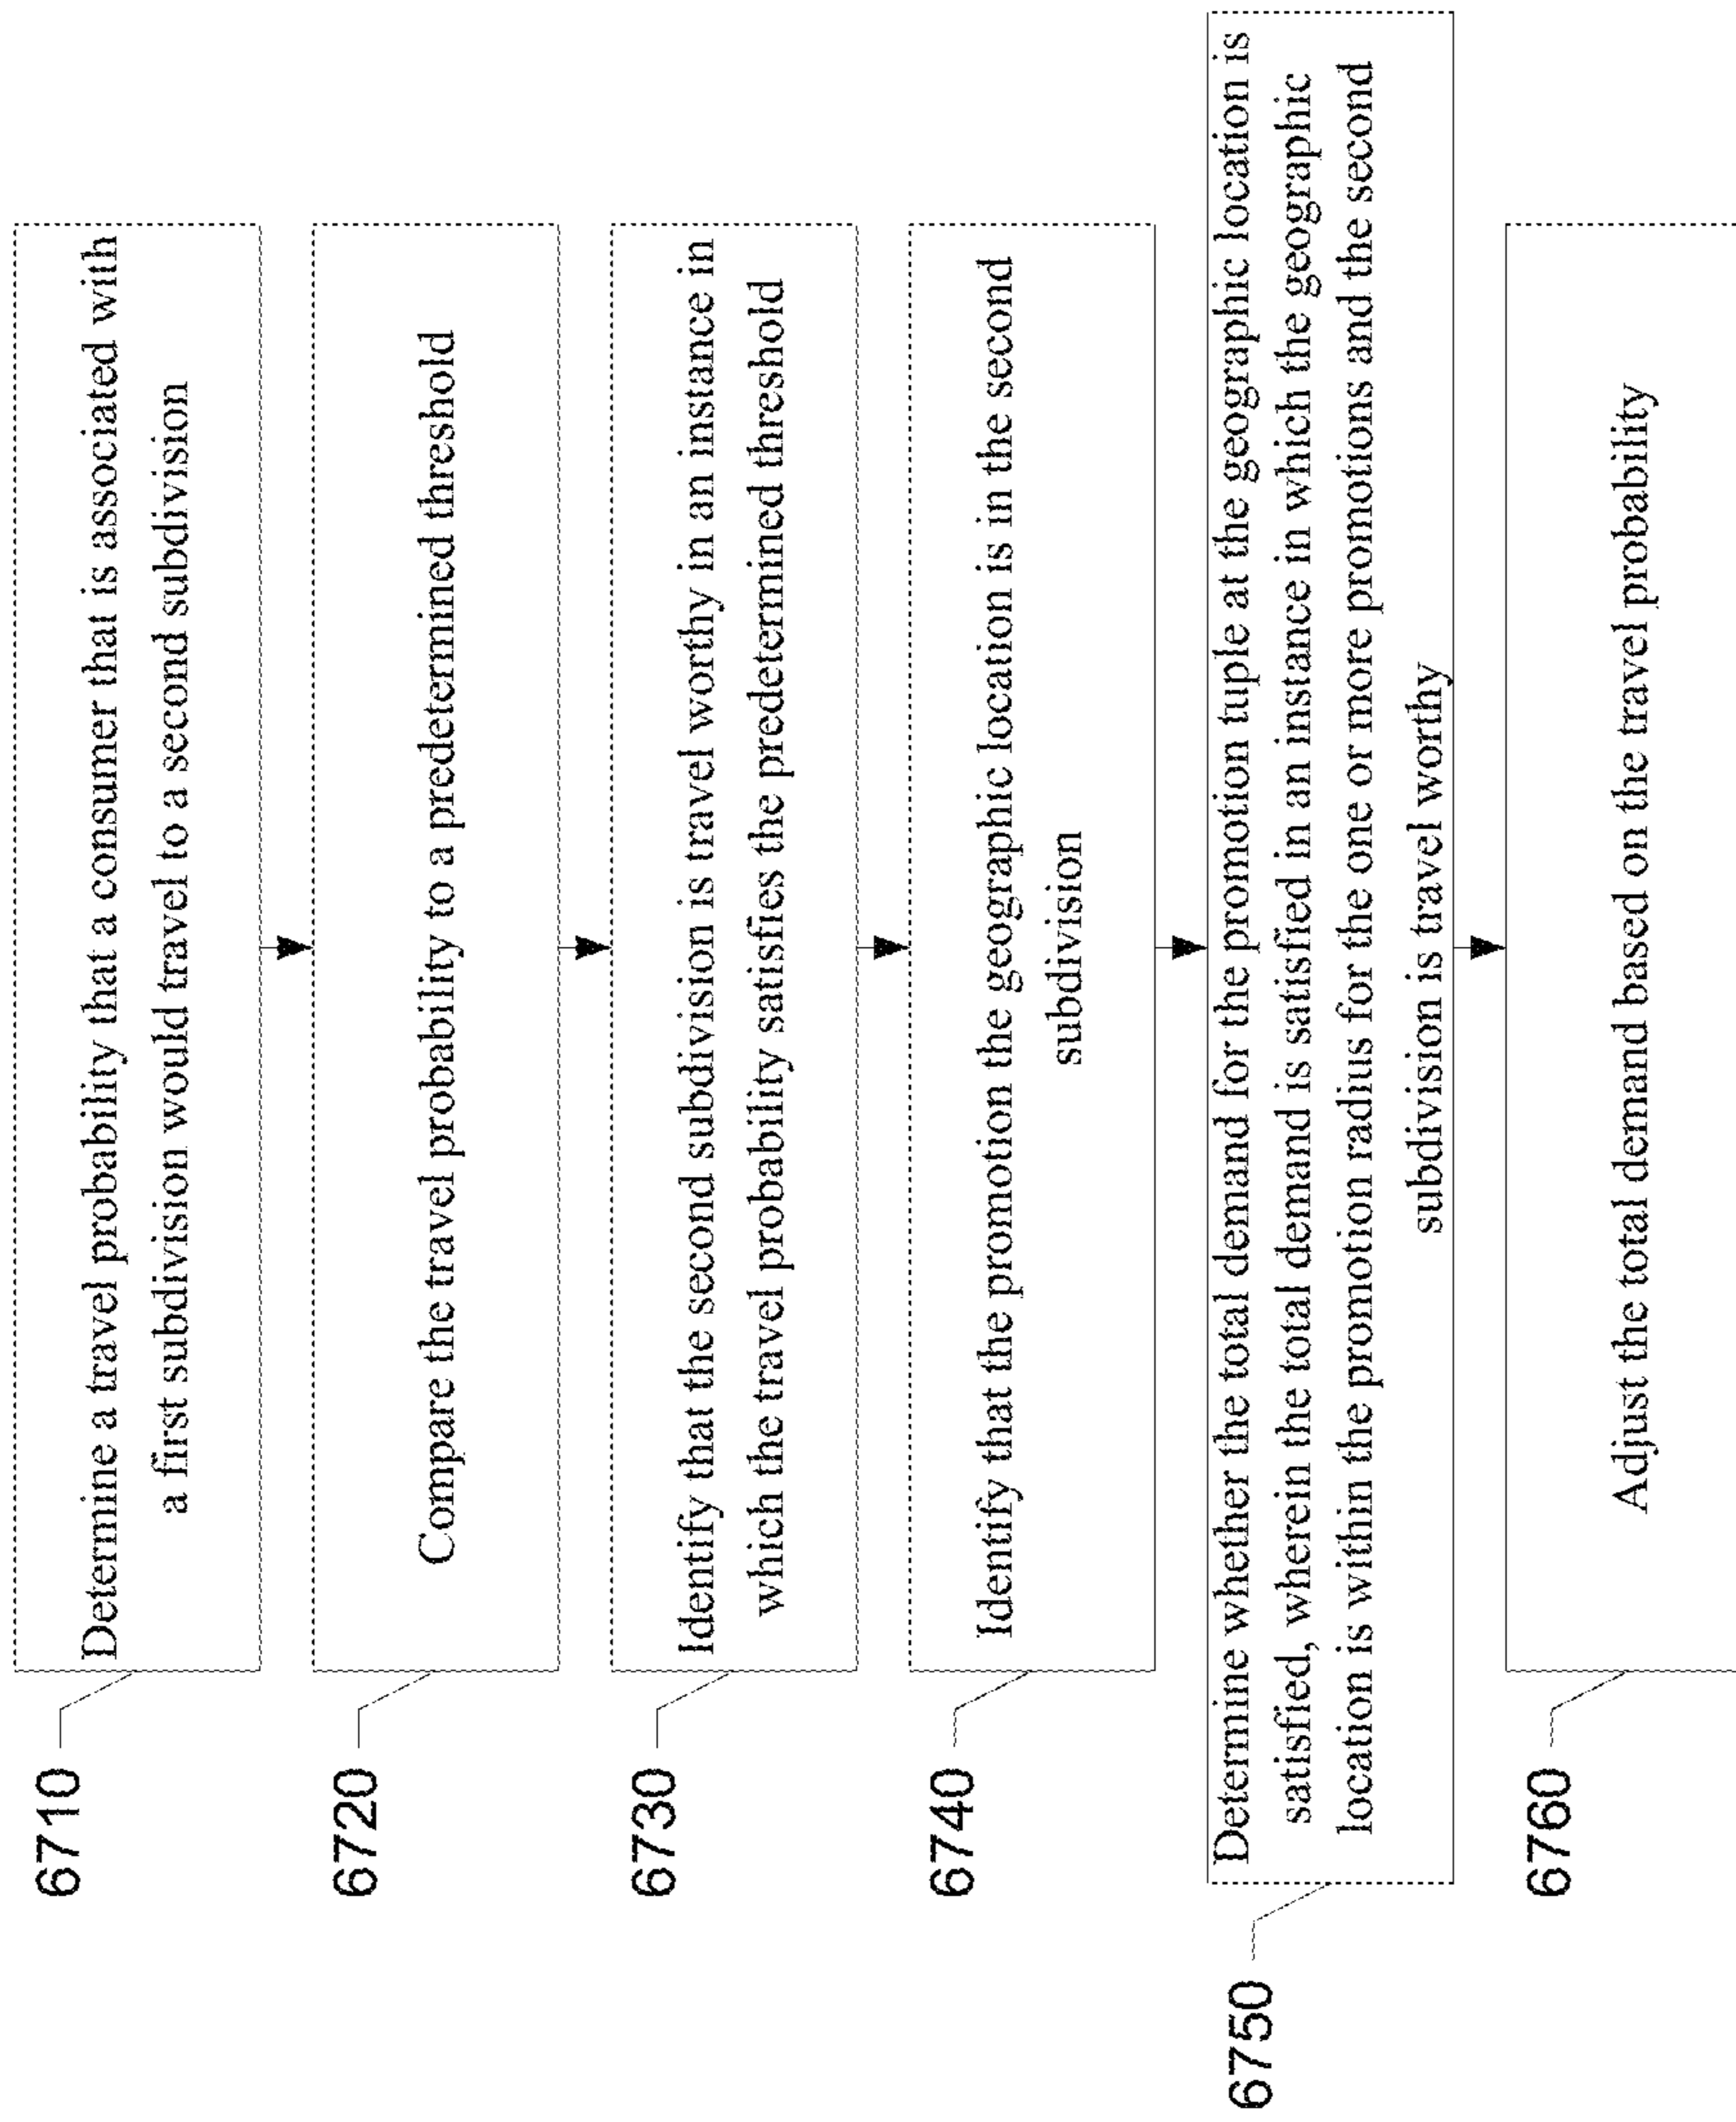 6710
Determine a travel probability that a consumer that is associated with
a first subdivision would travel to a second subdivision
6720
Compare the travel probability to a predetermined threshold
6730
Identify that the second subdivision is travel worthy in an instance in
which the travel probability satisfies the predetermined threshold
6740
Identify that the promotion the geographic location is in the second
subdivision
6750
Determine whether the total demand for the promotion tuple at the geographic location is
satisfied, wherein the total demand is satisfied in an instance in which the geographic
location is within the promotion radius for the one or more promotions and the second
subdivision is travel worthy
6760
Adjust the total demand based on the travel probability